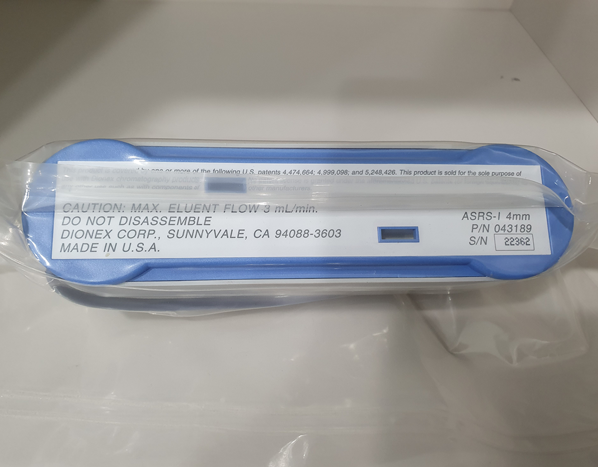 one or more of the following U.S. patents 4,474,664; 4,999,098; and 5,248,426. This product is sold for the sole purpose of
CAUTION: MAX. ELUENT FLOW 3 mL/min.
DO NOT DISASSEMBLE
DIONEX CORP., SUNNYVALE, CA 94088-3603
MADE IN U.S.A.
ASRS-I 4mm
P/N 043189
S/N 22362